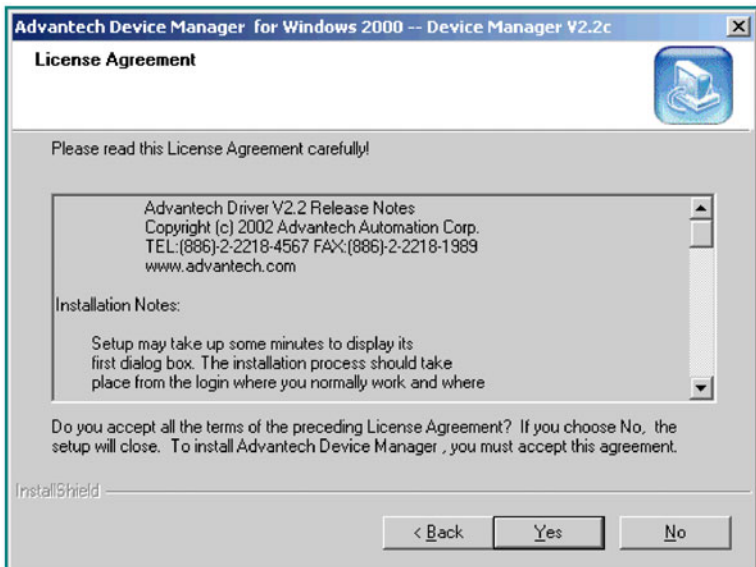 Advantech Device Manager  for Windows 2000 -- Device Manager V2.2c
License Agreement
Please read this License Agreement carefully!
Advantech Driver V2.2 Release Notes
Copyright (c) 2002 Advantech Automation Corp.
TEL:(886)-2-2218-4567 FAX:(886)-2-2218-1989
www.advantech.com
Installation Notes:
Setup may take up some minutes to display its
first dialog box. The installation process should take
place from the login where you normally work and where
Do you accept all the terms of the preceding License Agreement?  If you choose No,  the
setup will close.  To install Advantech Device Manager , you must accept this agreement.
InstallShield
< Back
Yes
No